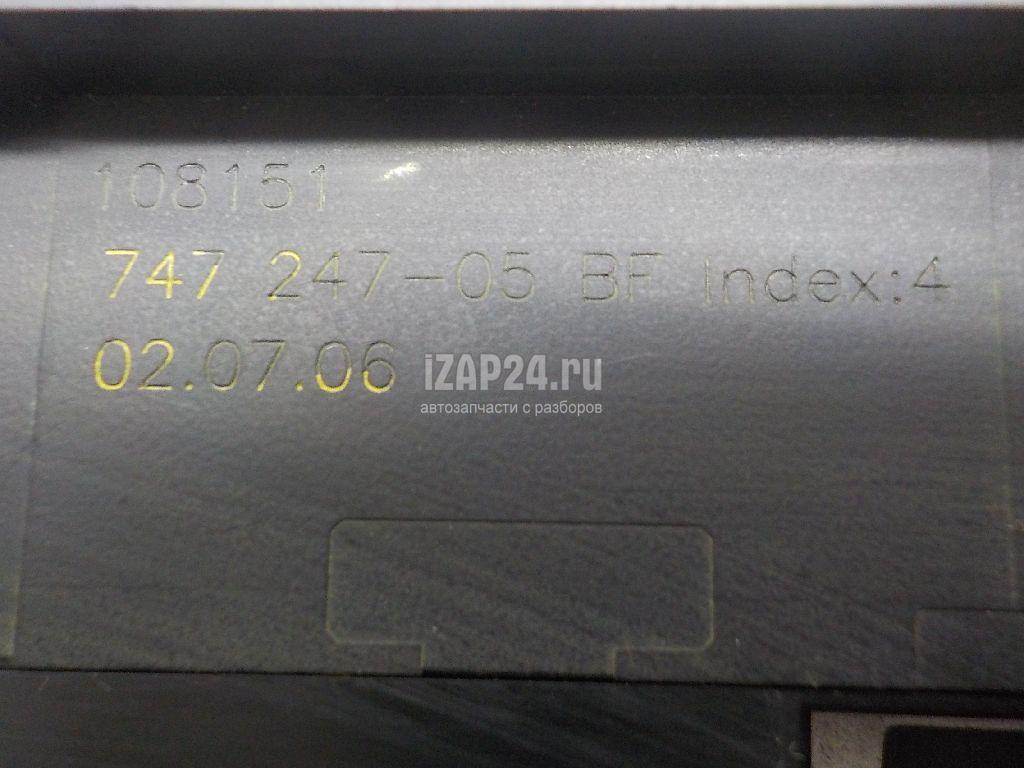 108151
747 247-05 BF Index:4
02.07.06
iZAP24.ru
автозапчасти с разборов